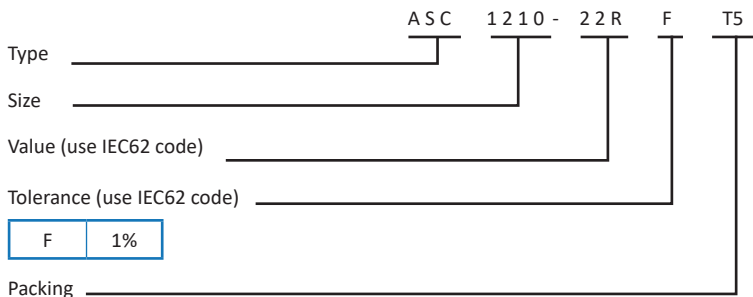 ASC 1210 - 22R F T5
Type
Size
Value (use IEC62 code)
Tolerance (use IEC62 code)
F 1%
Packing